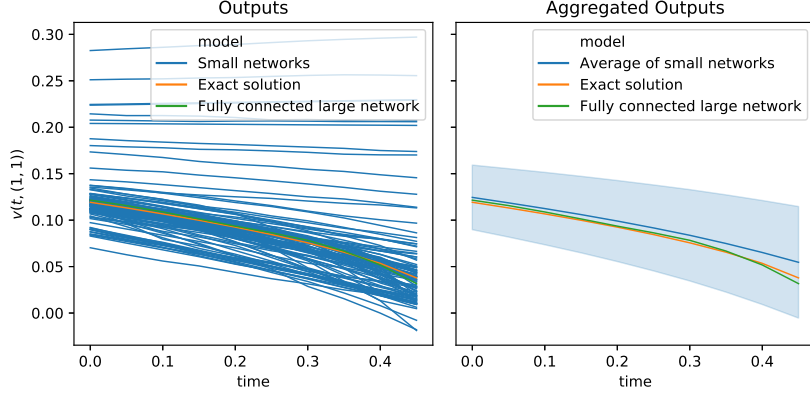 Outputs
Aggregated Outputs
0.30
0.25
0.20
0.15
0.10
0.05
0.00
v(t, (1, 1))
model
Small networks
Exact solution
Fully connected large network
model
Average of small networks
Exact solution
Fully connected large network
0.0 0.1 0.2 0.3 0.4
time
0.0 0.1 0.2 0.3 0.4
time